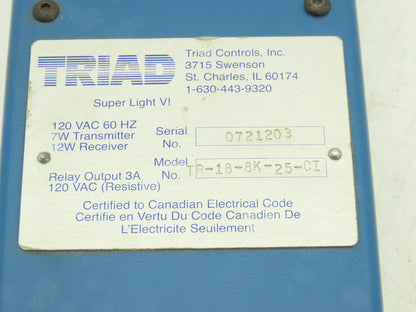 TRIAD
Triad Controls, Inc.
3715 Swenson
St. Charles, IL 60174
1-630-443-9320
Super Light VI
120 VAC 60 HZ
7W Transmitter
12W Receiver
Serial No. 0721203
Relay Output 3A
120 VAC (Resistive)
Model No. TR-18-8K-25-CI
Certified to Canadian Electrical Code
Certifie en Vertu Du Code Canadien De
L'Electricite Seuilement